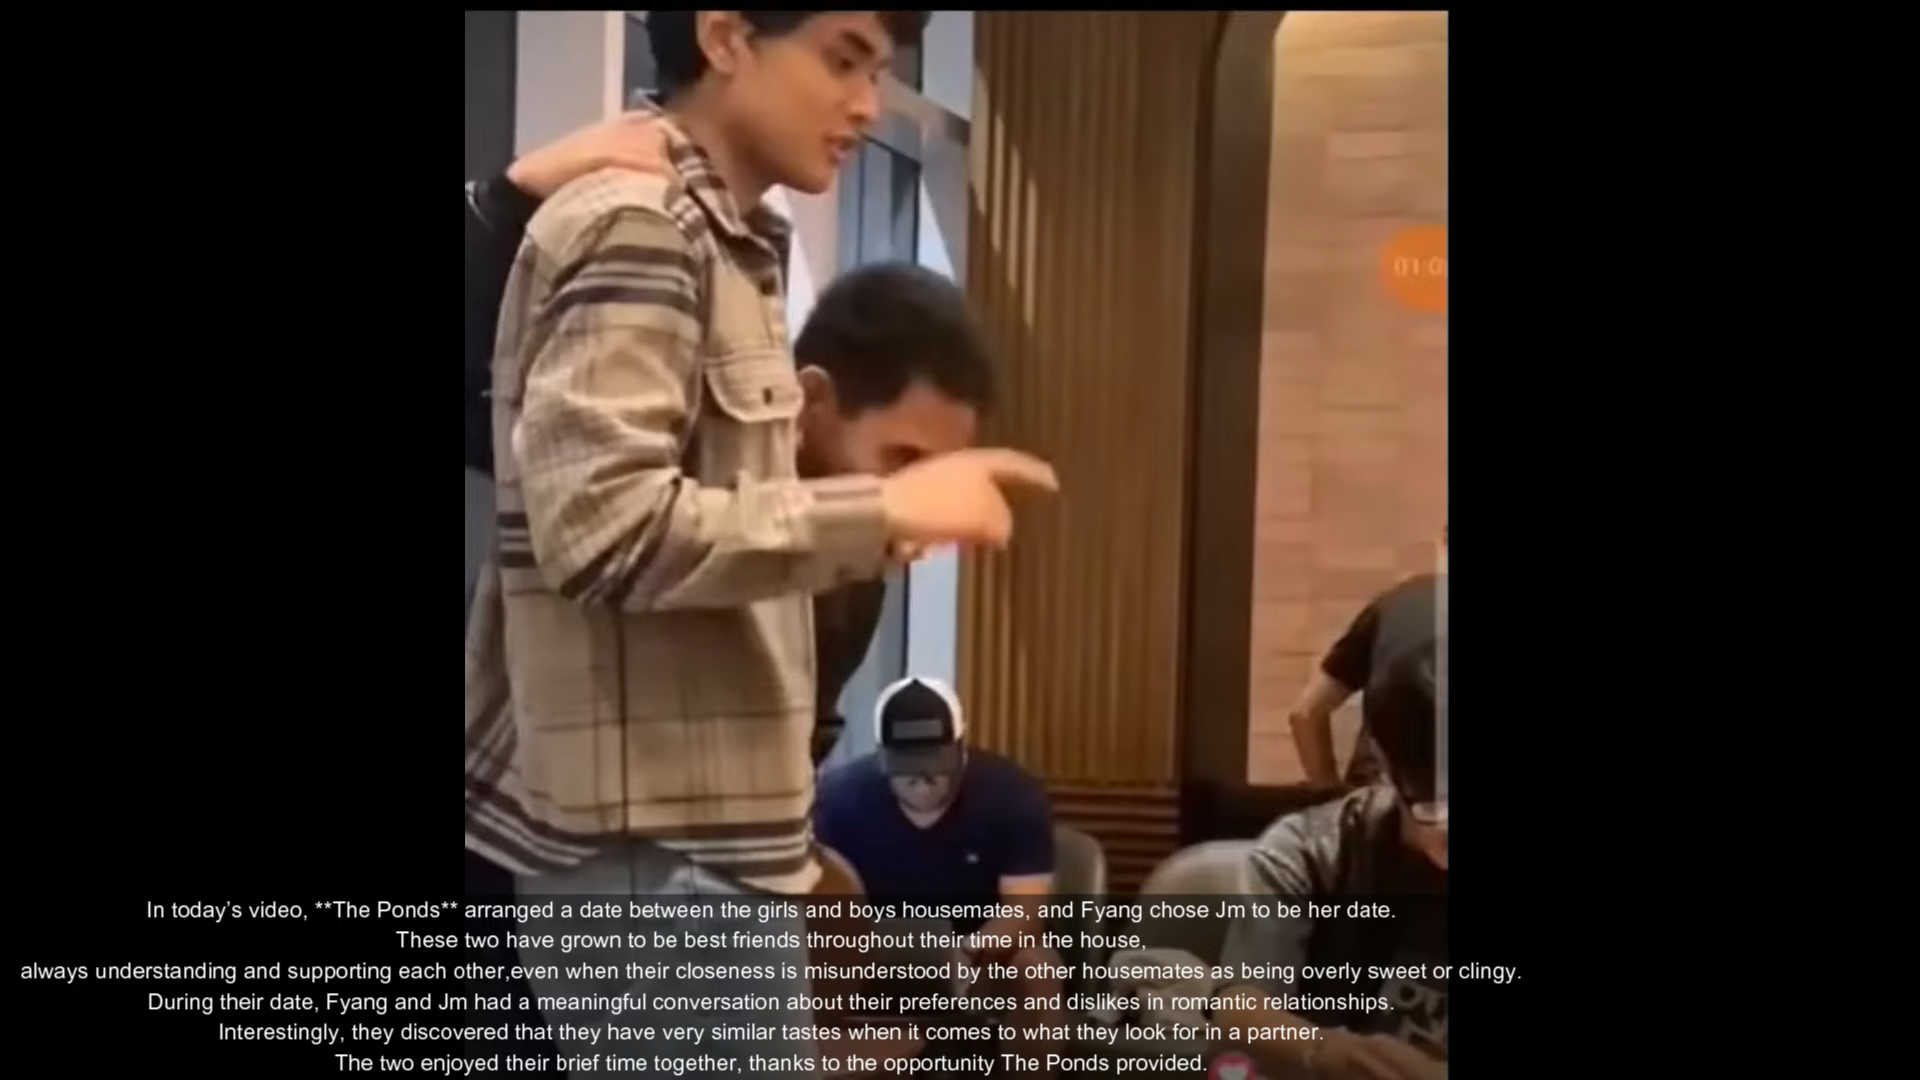 01:0
In today’s video, **The Ponds** arranged a date between the girls and boys housemates, and Fyang chose Jm to be her date.
These two have grown to be best friends throughout their time in the house,
always understanding and supporting each other,even when their closeness is misunderstood by the other housemates as being overly sweet or clingy.
During their date, Fyang and Jm had a meaningful conversation about their preferences and dislikes in romantic relationships.
Interestingly, they discovered that they have very similar tastes when it comes to what they look for in a partner.
The two enjoyed their brief time together, thanks to the opportunity The Ponds provided.